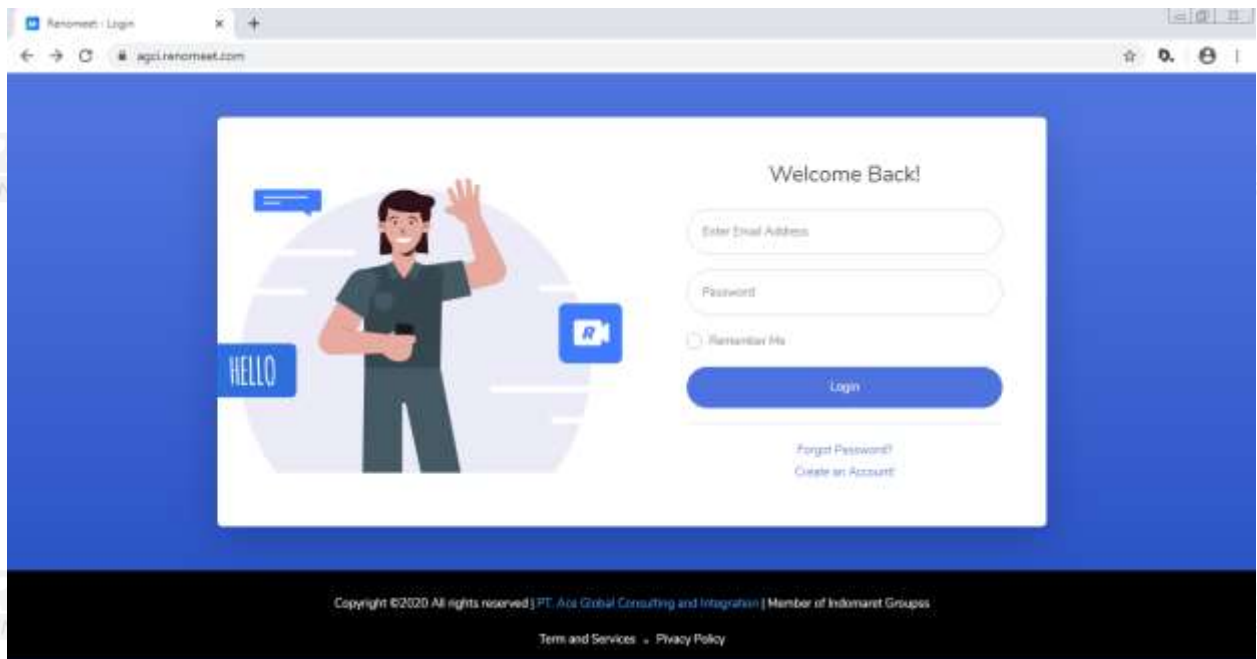 Renomeet : Login
agci.renomeet.com
Welcome Back!
Enter Email Address
Password
Remember Me
Login
Forgot Password?
Create an Account!
HELLO
R
Copyright ©2020 All rights reserved | PT. Ace Global Consulting and Integration | Member of Indomaret Groupss
Term and Services • Pivacy Policy